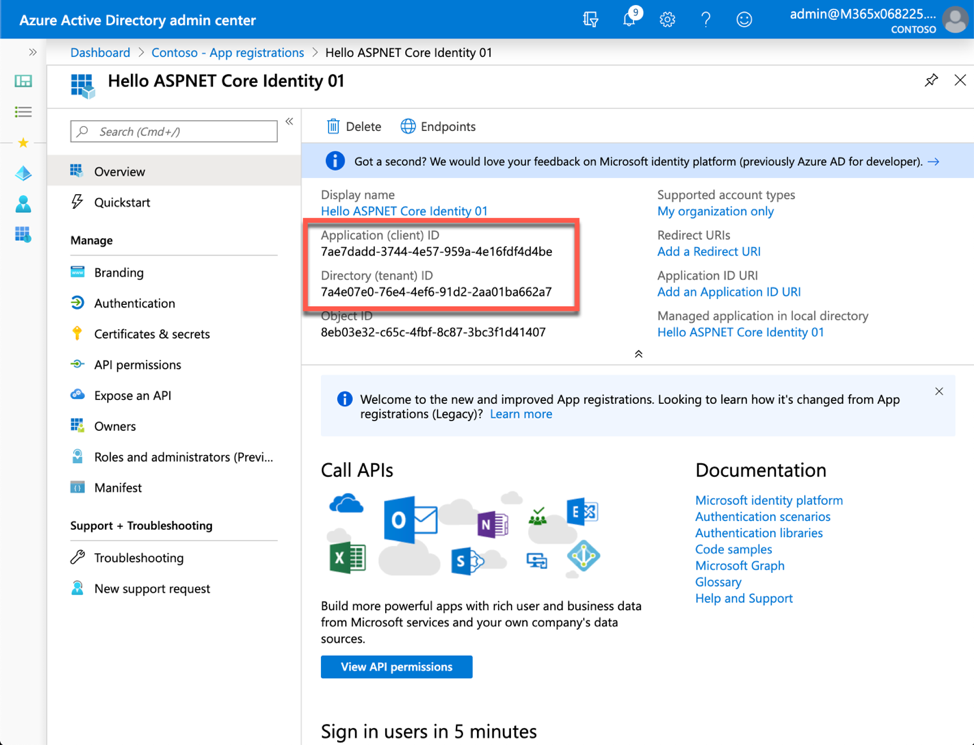 Azure Active Directory admin center
9
admin@M365x068225....
CONTOSO
Dashboard > Contoso - App registrations > Hello ASPNET Core Identity 01
Hello ASPNET Core Identity 01
Search (Cmd+/)
Overview
Quickstart
Manage
Branding
Authentication
Certificates & secrets
API permissions
Expose an API
Owners
Roles and administrators (Previ...
Manifest
Support + Troubleshooting
Troubleshooting
New support request
Delete
Endpoints
Got a second? We would love your feedback on Microsoft identity platform (previously Azure AD for developer). →
Display name
Hello ASPNET Core Identity 01
Application (client) ID
7ae7dadd-3744-4e57-959a-4e16fdf4d4be
Directory (tenant) ID
7a4e07e0-76e4-4ef6-91d2-2aa01ba662a7
Object ID
8eb03e32-c65c-4fbf-8c87-3bc3f1d41407
Supported account types
My organization only
Redirect URIs
Add a Redirect URI
Application ID URI
Add an Application ID URI
Managed application in local directory
Hello ASPNET Core Identity 01
Welcome to the new and improved App registrations. Looking to learn how it's changed from App
registrations (Legacy)? Learn more
Call APIs
Build more powerful apps with rich user and business data
from Microsoft services and your own company's data
sources.
View API permissions
Documentation
Microsoft identity platform
Authentication scenarios
Authentication libraries
Code samples
Microsoft Graph
Glossary
Help and Support
Sign in users in 5 minutes